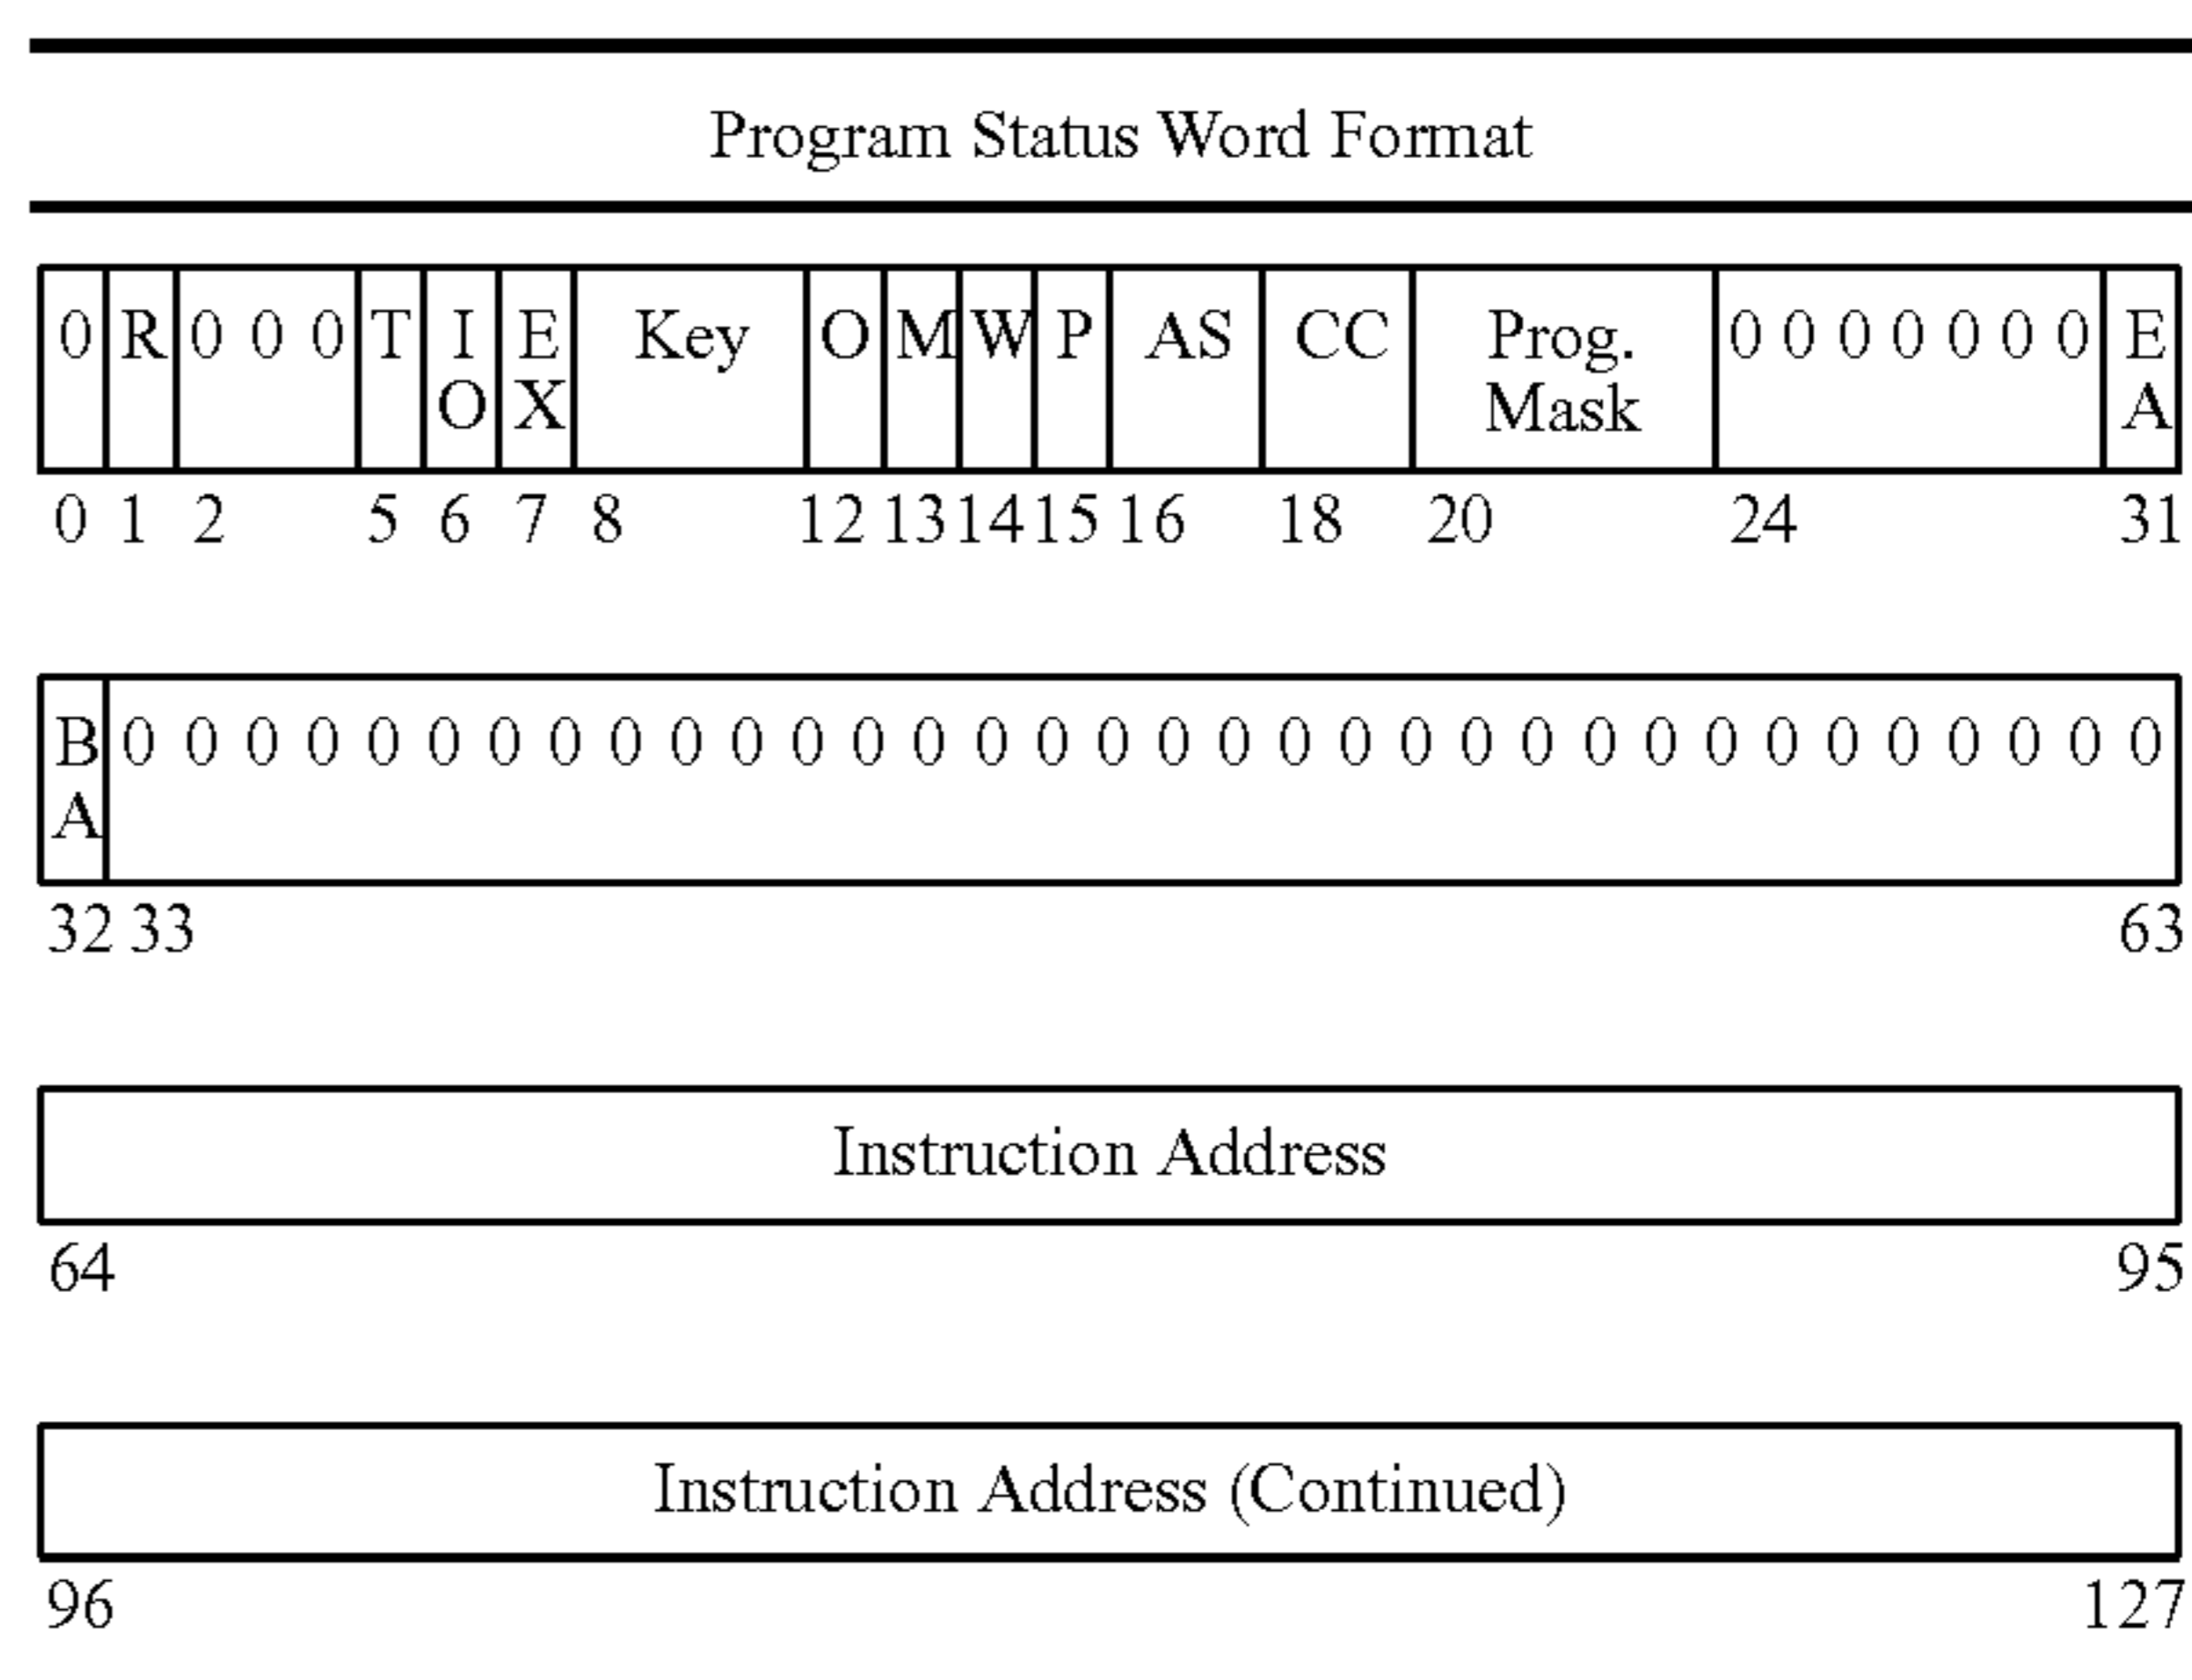 Program Status Word Format
0 R 0 0 0 T I E Key O M W P AS CC Prog. 0 0 0 0 0 0 0 E
O X Mask A
0 1 2 5 6 7 8 12 13 14 15 16 18 20 24 31
B 0 0 0 0 0 0 0 0 0 0 0 0 0 0 0 0 0 0 0 0 0 0 0 0 0 0 0 0 0 0 0 0 0 0
A
32 33 63
Instruction Address
64 95
Instruction Address (Continued)
96 127